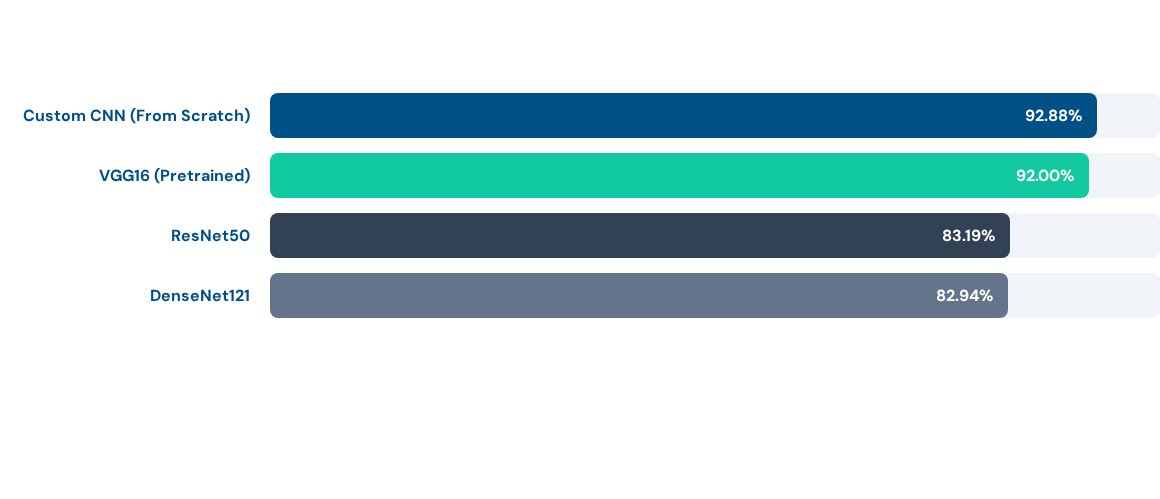 Custom CNN (From Scratch) 92.88%
VGG16 (Pretrained) 92.00%
ResNet50 83.19%
DenseNet121 82.94%